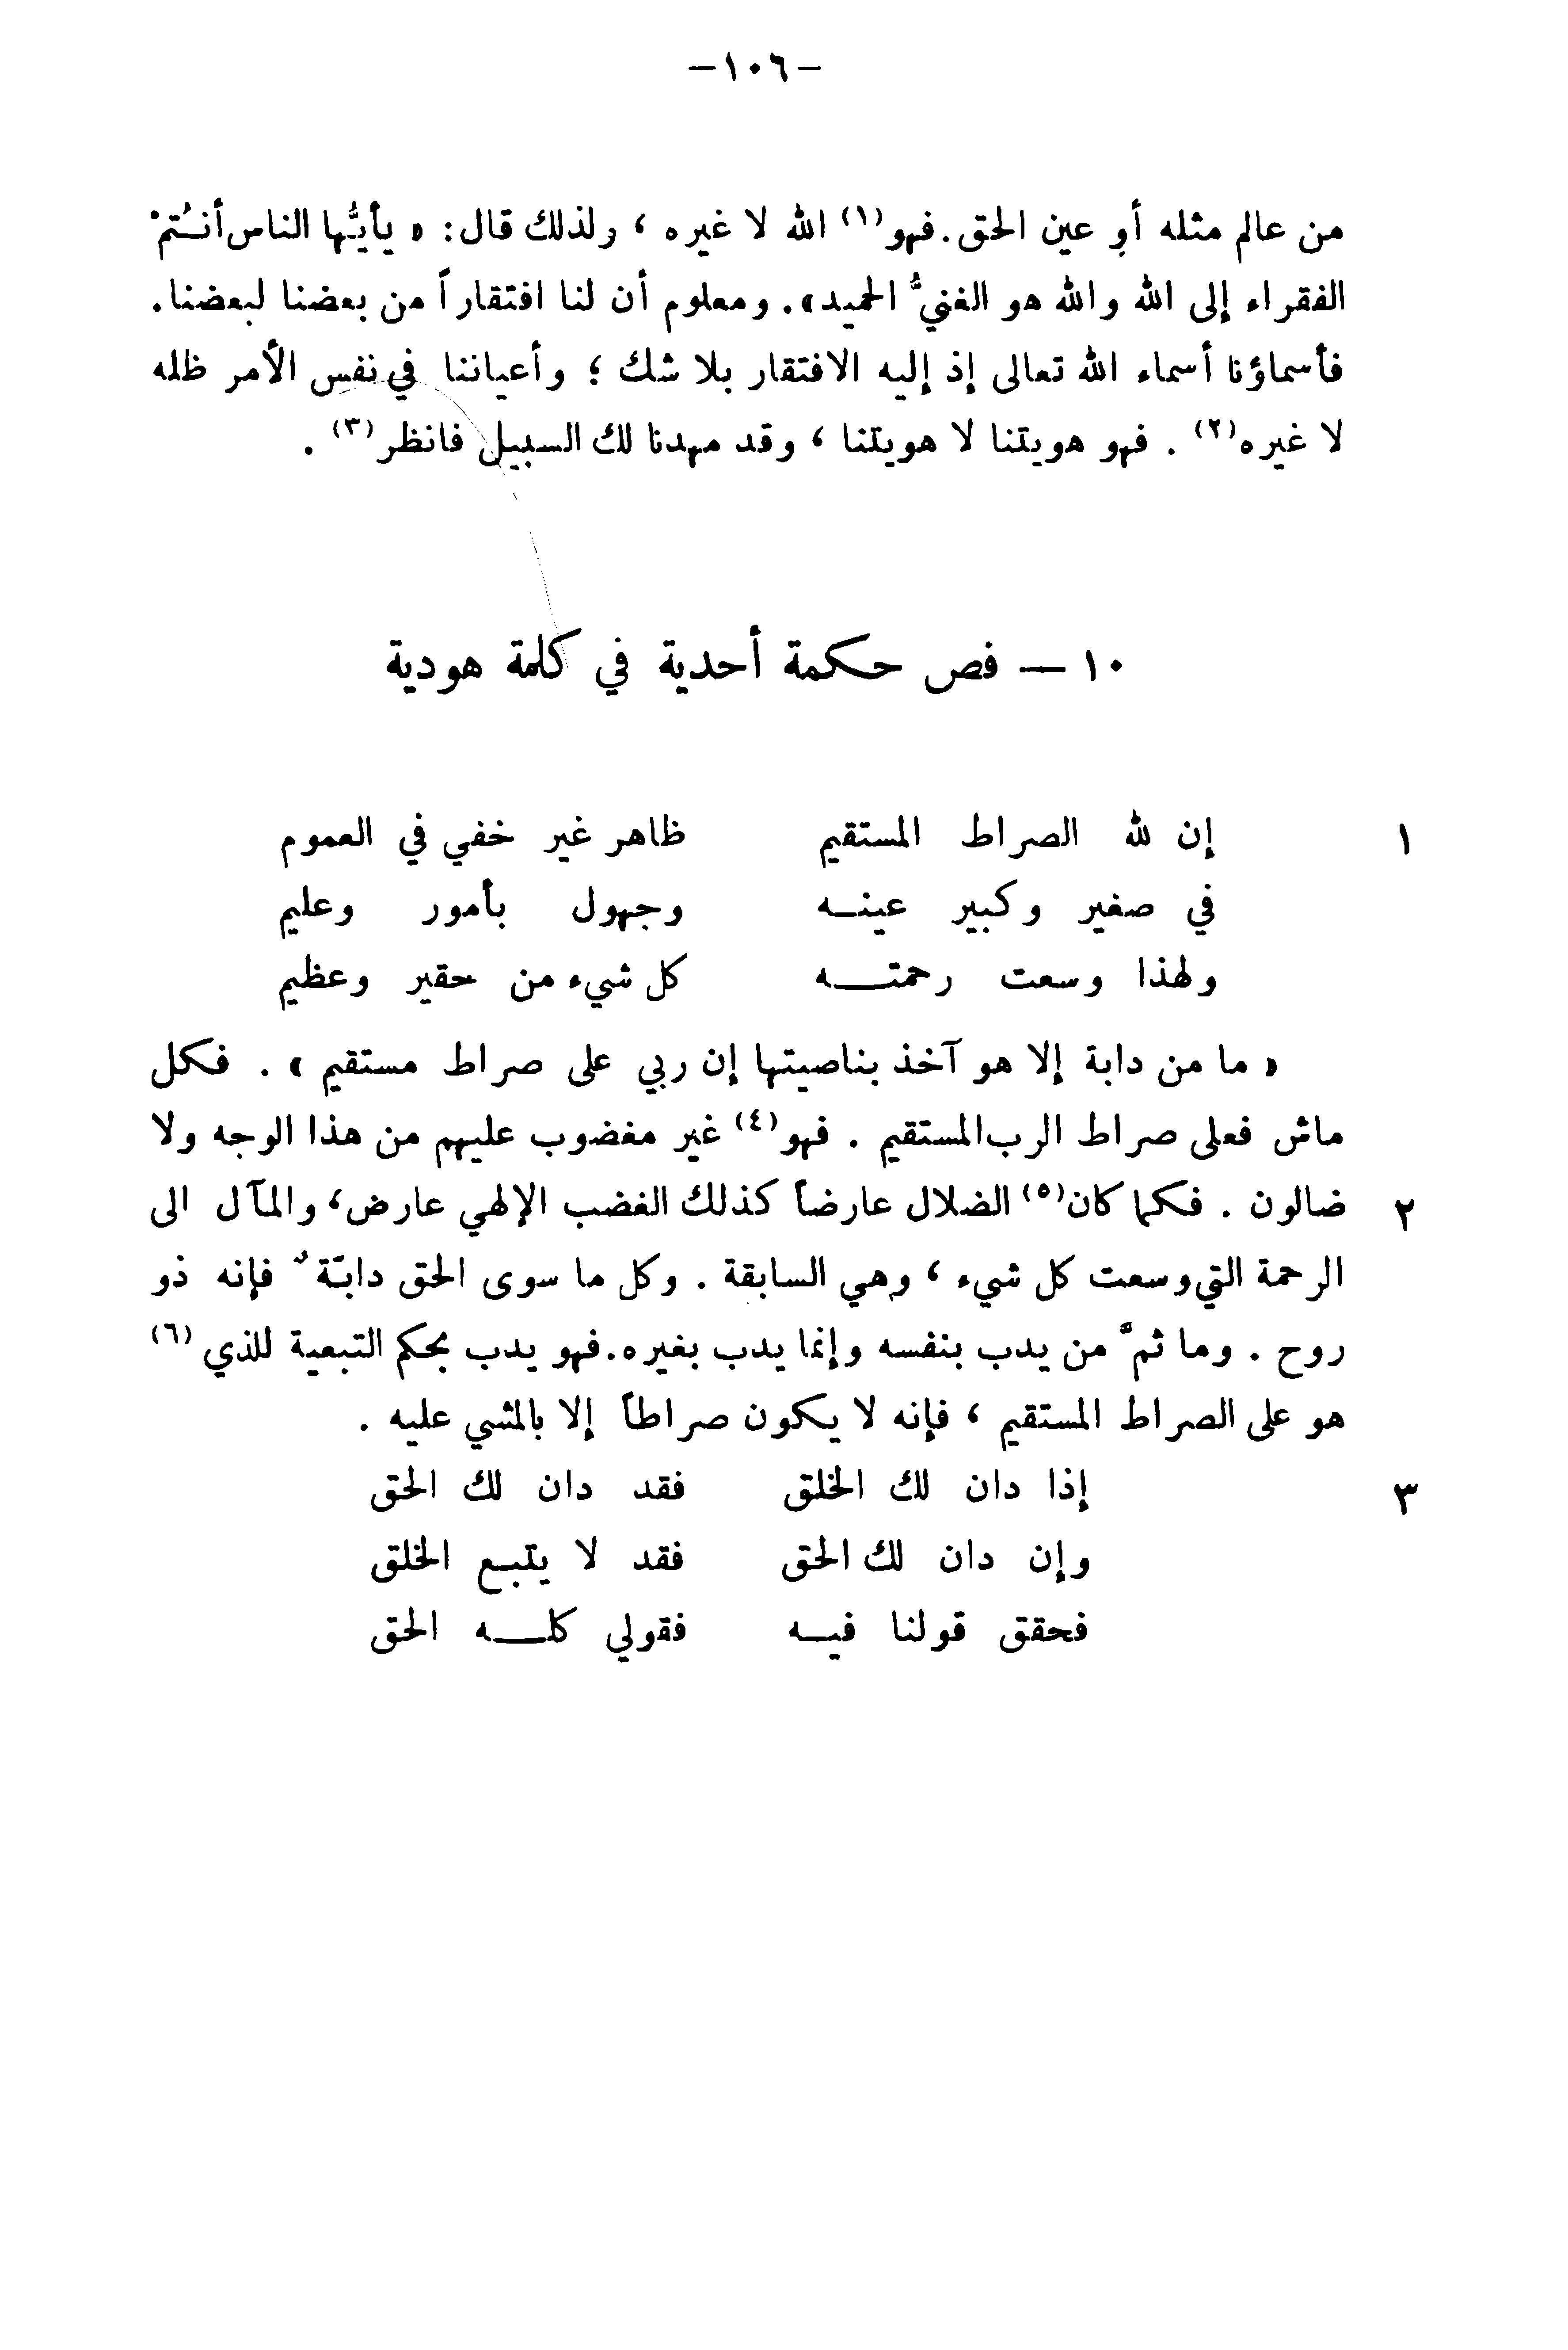 -١٠٦-
من عالم مثله أو عين الحق. فهو(١) الله لا غيره ، ولذلك قال: « يأيُّها الناس أنتمْ
الفقراء إلى الله والله هو الغنيُّ الحميد». ومعلوم أن لنا افتقاراً من بعضنا لبعضنا.
فأسماؤنا أسماء الله تعالى إذ إليه الافتقار بلا شك ؛ وأعياننا في نفس الأمر ظله
لا غيره(٢) . فهو هويتنا لا هويتنا ، وقد مهدنا لك السبيل فانظر(٣) .
١٠ — فص حكمة أحدية في كلمة هودية
١ إن لله الصراط المستقيم ظاهر غير خفي في العموم
في صغير وكبير عينه وجهول بأمور وعليم
ولهذا وسعت رحمته كل شيء من حقير وعظيم
« ما من دابة إلا هو آخذ بناصيتها إن ربي على صراط مستقيم » . فكل
ماش فعلى صراط الرب المستقيم . فهو(٤) غير مغضوب عليهم من هذا الوجه ولا
٢ ضالون . فكما كان(٥) الضلال عارضاً كذلك الغضب الإلهي عارض، والمآل الى
الرحمة التي وسعت كل شيء ، وهي السابقة . وكل ما سوى الحق دابّة ٌ فإنه ذو
روح . وما ثمَّ من يدب بنفسه وإنما يدب بغيره. فهو يدب بحكم التبعية للذي (٦)
هو على الصراط المستقيم ، فإنه لا يكون صراطاً إلا بالمشي عليه .
٣ إذا دان لك الخلق فقد دان لك الحق
وإن دان لك الحق فقد لا يتبع الخلق
فحقق قولنا فيه فقولي كله الحق